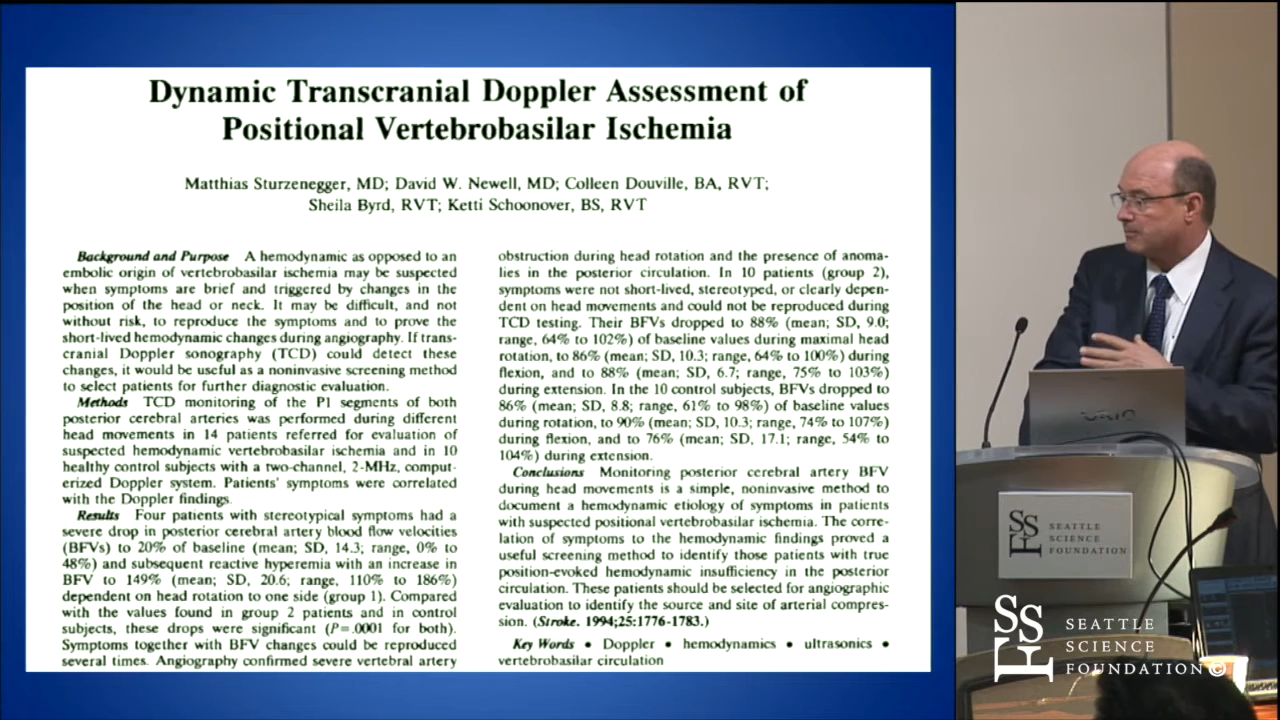 Dynamic Transcranial Doppler Assessment of
Positional Vertebrobasilar Ischemia
Matthias Sturzenegger, MD; David W. Newell, MD; Colleen Douville, BA, RVT;
Sheila Byrd, RVT; Ketti Schoonover, BS, RVT
Background and Purpose A hemodynamic as opposed to an
embolic origin of vertebrobasilar ischemia may be suspected
when symptoms are brief and triggered by changes in the
position of the head or neck. It may be difficult, and not
without risk, to reproduce the symptoms and to prove the
short-lived hemodynamic changes during angiography. If trans-
cranial Doppler sonography (TCD) could detect these
changes, it would be useful as a noninvasive screening method
to select patients for further diagnostic evaluation.
Methods TCD monitoring of the P1 segments of both
posterior cerebral arteries was performed during different
head movements in 14 patients referred for evaluation of
suspected hemodynamic vertebrobasilar ischemia and in 10
healthy control subjects with a two-channel, 2-MHz, comput-
erized Doppler system. Patients' symptoms were correlated
with the Doppler findings.
Results Four patients with stereotypical symptoms had a
severe drop in posterior cerebral artery blood flow velocities
(BFVs) to 20% of baseline (mean; SD, 14.3; range, 0% to
48%) and subsequent reactive hyperemia with an increase in
BFV to 149% (mean; SD, 20.6; range, 110% to 186%)
dependent on head rotation to one side (group 1). Compared
with the values found in group 2 patients and in control
subjects, these drops were significant (P=.0001 for both).
Symptoms together with BFV changes could be reproduced
several times. Angiography confirmed severe vertebral artery
obstruction during head rotation and the presence of anoma-
lies in the posterior circulation. In 10 patients (group 2),
symptoms were not short-lived, stereotyped, or clearly depen-
dent on head movements and could not be reproduced during
TCD testing. Their BFVs dropped to 88% (mean; SD, 9.0;
range, 64% to 102%) of baseline values during maximal head
rotation, to 86% (mean; SD, 10.3; range, 64% to 100%) during
flexion, and to 88% (mean; SD, 6.7; range, 75% to 103%)
during extension. In the 10 control subjects, BFVs dropped to
86% (mean; SD, 8.8; range, 61% to 98%) of baseline values
during rotation, to 90% (mean; SD, 10.3; range, 74% to 107%)
during flexion, and to 76% (mean; SD, 17.1; range, 54% to
104%) during extension.
Conclusions Monitoring posterior cerebral artery BFV
during head movements is a simple, noninvasive method to
document a hemodynamic etiology of symptoms in patients
with suspected positional vertebrobasilar ischemia. The corre-
lation of symptoms to the hemodynamic findings proved a
useful screening method to identify those patients with true
position-evoked hemodynamic insufficiency in the posterior
circulation. These patients should be selected for angiographic
evaluation to identify the source and site of arterial compres-
sion. (Stroke. 1994;25:1776-1783.)
Key Words • Doppler • hemodynamics • ultrasonics •
vertebrobasilar circulation
VAIO
SSF
SEATTLE
SCIENCE
FOUNDATION
SSF
SEATTLE
SCIENCE
FOUNDATION©